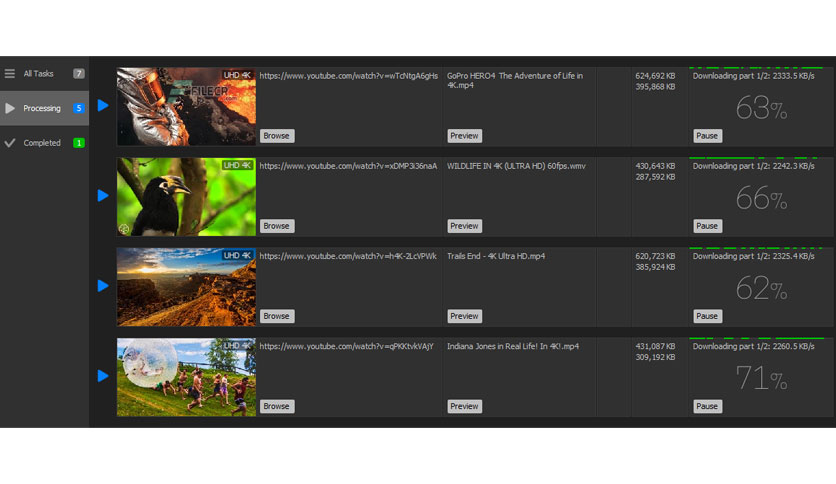 All Tasks 7
Processing 5
Completed 1
UHD 4K
FILECR
.com
https://www.youtube.com/watch?v=wTcNtgA6gHs
Browse
GoPro HERO4 The Adventure of Life in
4K.mp4
Preview
624,692 KB
395,868 KB
Downloading part 1/2: 2333.5 KB/s
63%
Pause
UHD 4K
https://www.youtube.com/watch?v=xDMP3i36naA
Browse
WILDLIFE IN 4K (ULTRA HD) 60fps.wmv
Preview
430,643 KB
287,592 KB
Downloading part 1/2: 2242.3 KB/s
66%
Pause
UHD 4K
https://www.youtube.com/watch?v=h4K-2LcVPWk
Browse
Trails End - 4K Ultra HD.mp4
Preview
620,723 KB
385,924 KB
Downloading part 1/2: 2325.4 KB/s
62%
Pause
UHD 4K
https://www.youtube.com/watch?v=qPKKtvkVAjY
Browse
Indiana Jones in Real Life! In 4K!.mp4
Preview
431,087 KB
309,192 KB
Downloading part 1/2: 2260.5 KB/s
71%
Pause